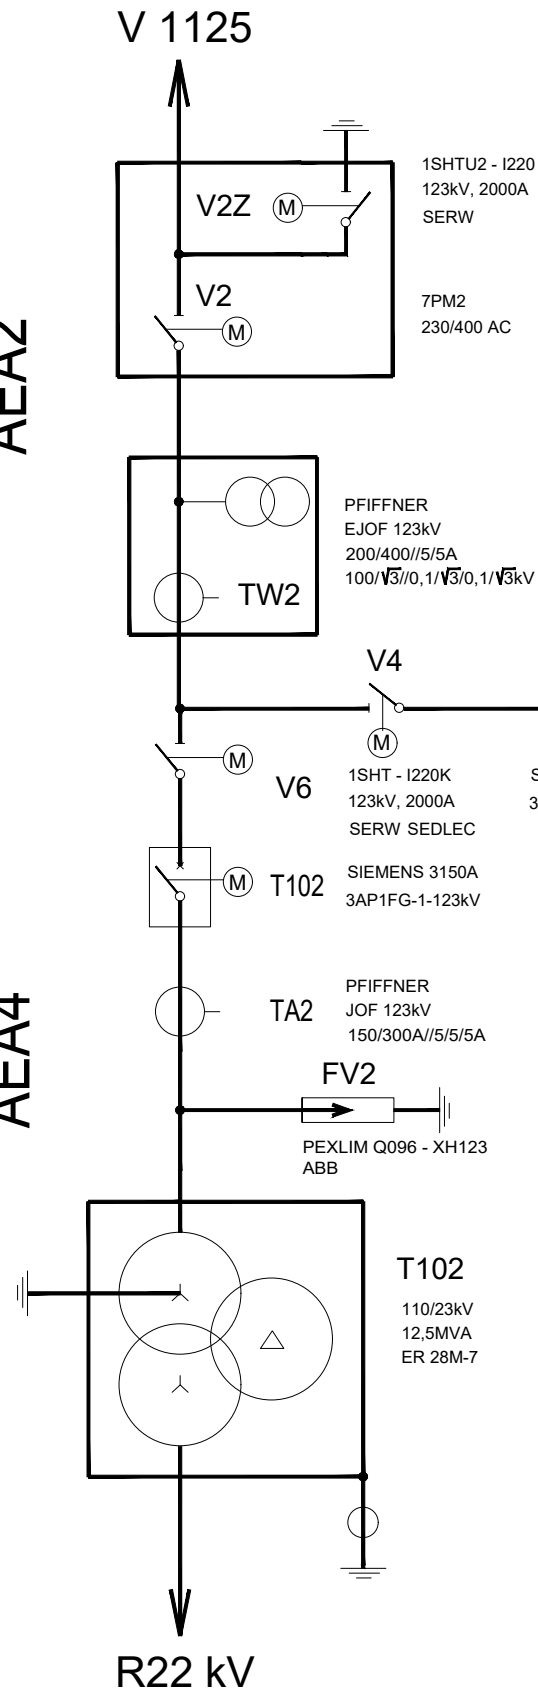 V 1125
1SHTU2 - I220
123kV, 2000A
SERW
V2Z
M
V2
M
7PM2
230/400 AC
AEA2
PFIFFNER
EJOF 123kV
200/400//5/5A
100/√3//0,1/√3/0,1/√3kV
TW2
V4
M
M
V6
1SHT - I220K
123kV, 2000A
SERW SEDLEC
S
3
M
T102
SIEMENS 3150A
3AP1FG-1-123kV
AEA4
TA2
PFIFFNER
JOF 123kV
150/300A//5/5/5A
FV2
PEXLIM Q096 - XH123
ABB
T102
110/23kV
12,5MVA
ER 28M-7
R22 kV